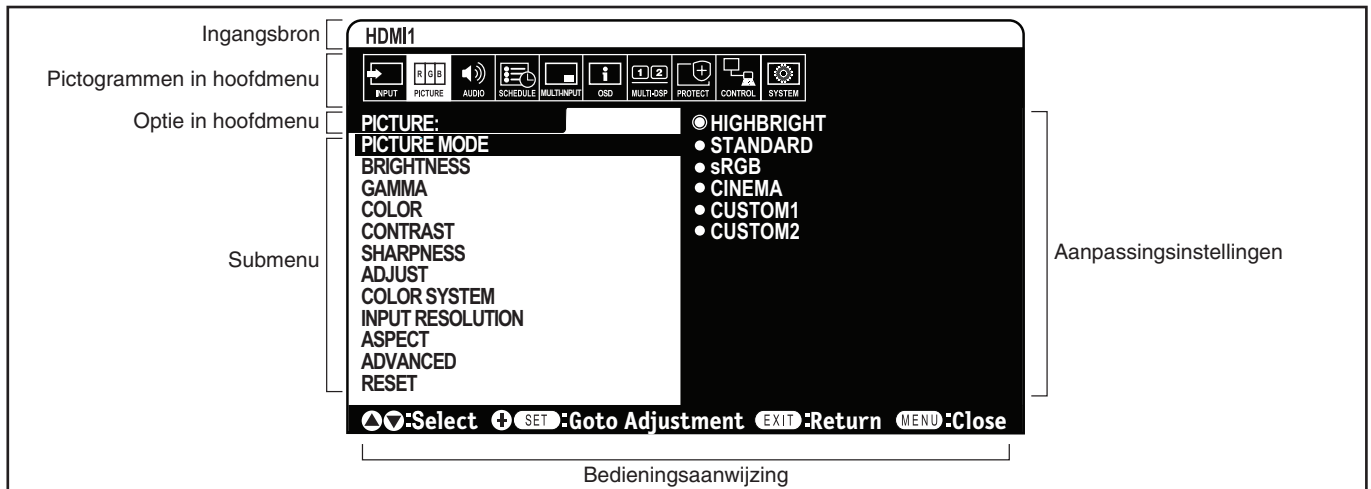 Ingangsbron
HDMI1
Pictogrammen in hoofdmenu
INPUT
R G B
PICTURE
AUDIO
SCHEDULE
MULTI-INPUT
OSD
1 2
MULTI-DSP
PROTECT
CONTROL
SYSTEM
Optie in hoofdmenu
PICTURE:
Submenu
PICTURE MODE
BRIGHTNESS
GAMMA
COLOR
CONTRAST
SHARPNESS
ADJUST
COLOR SYSTEM
INPUT RESOLUTION
ASPECT
ADVANCED
RESET
HIGHBRIGHT
STANDARD
sRGB
CINEMA
CUSTOM1
CUSTOM2
Aanpassingsinstellingen
:Select SET :Goto Adjustment EXIT :Return MENU :Close
Bedieningsaanwijzing